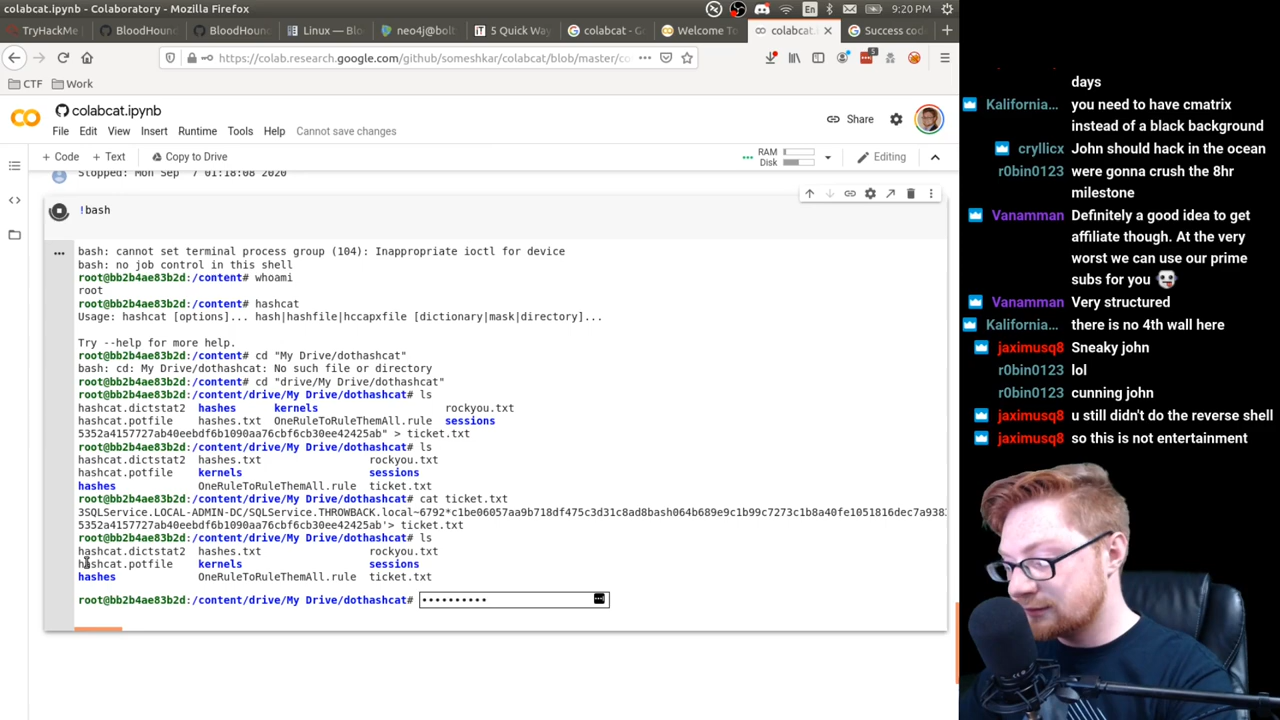 colabcat.ipynb - Colaboratory - Mozilla Firefox
En
9:20 PM
TryHackMe
BloodHound
BloodHound
Linux — Blo
neo4j@bolt
5 Quick Way
colabcat - Go
Welcome To
colabcat.i
Success cod
https://colab.research.google.com/github/someshkar/colabcat/blob/master/co
CTF
Work
colabcat.ipynb
File Edit View Insert Runtime Tools Help Cannot save changes
Share
+ Code + Text Copy to Drive
RAM
Disk
Editing
Stopped: Mon Sep 7 01:18:08 2020
!bash
bash: cannot set terminal process group (104): Inappropriate ioctl for device
bash: no job control in this shell
root@bb2b4ae83b2d:/content# whoami
root
root@bb2b4ae83b2d:/content# hashcat
Usage: hashcat [options]... hash|hashfile|hccapxfile [dictionary|mask|directory]...
Try --help for more help.
root@bb2b4ae83b2d:/content# cd "My Drive/dothashcat"
bash: cd: My Drive/dothashcat: No such file or directory
root@bb2b4ae83b2d:/content# cd "drive/My Drive/dothashcat"
root@bb2b4ae83b2d:/content/drive/My Drive/dothashcat# ls
hashcat.dictstat2 hashes kernels rockyou.txt
hashcat.potfile hashes.txt OneRuleToRuleThemAll.rule sessions
5352a4157727ab40eebdf6b1090aa76cbf6cb30ee42425ab" > ticket.txt
root@bb2b4ae83b2d:/content/drive/My Drive/dothashcat# ls
hashcat.dictstat2 hashes.txt rockyou.txt
hashcat.potfile kernels sessions
hashes OneRuleToRuleThemAll.rule ticket.txt
root@bb2b4ae83b2d:/content/drive/My Drive/dothashcat# cat ticket.txt
3SQLService.LOCAL-ADMIN-DC/SQLService.THROWBACK.local~6792*c1be06057aa9b718df475c3d31c8ad8bash064b689e9c1b99c7273c1b8a40fe1051816dec7a938
5352a4157727ab40eebdf6b1090aa76cbf6cb30ee42425ab'> ticket.txt
root@bb2b4ae83b2d:/content/drive/My Drive/dothashcat# ls
hashcat.dictstat2 hashes.txt rockyou.txt
hashcat.potfile kernels sessions
hashes OneRuleToRuleThemAll.rule ticket.txt
root@bb2b4ae83b2d:/content/drive/My Drive/dothashcat# ••••••••••
days
Kalifornia… you need to have cmatrix
instead of a black background
cryllicx John should hack in the ocean
r0bin0123 were gonna crush the 8hr
milestone
Vanamman Definitely a good idea to get
affiliate though. At the very
worst we can use our prime
subs for you
Vanamman Very structured
Kalifornia… there is no 4th wall here
jaximusq8 Sneaky john
r0bin0123 lol
r0bin0123 cunning john
jaximusq8 u still didn't do the reverse shell
jaximusq8 so this is not entertainment